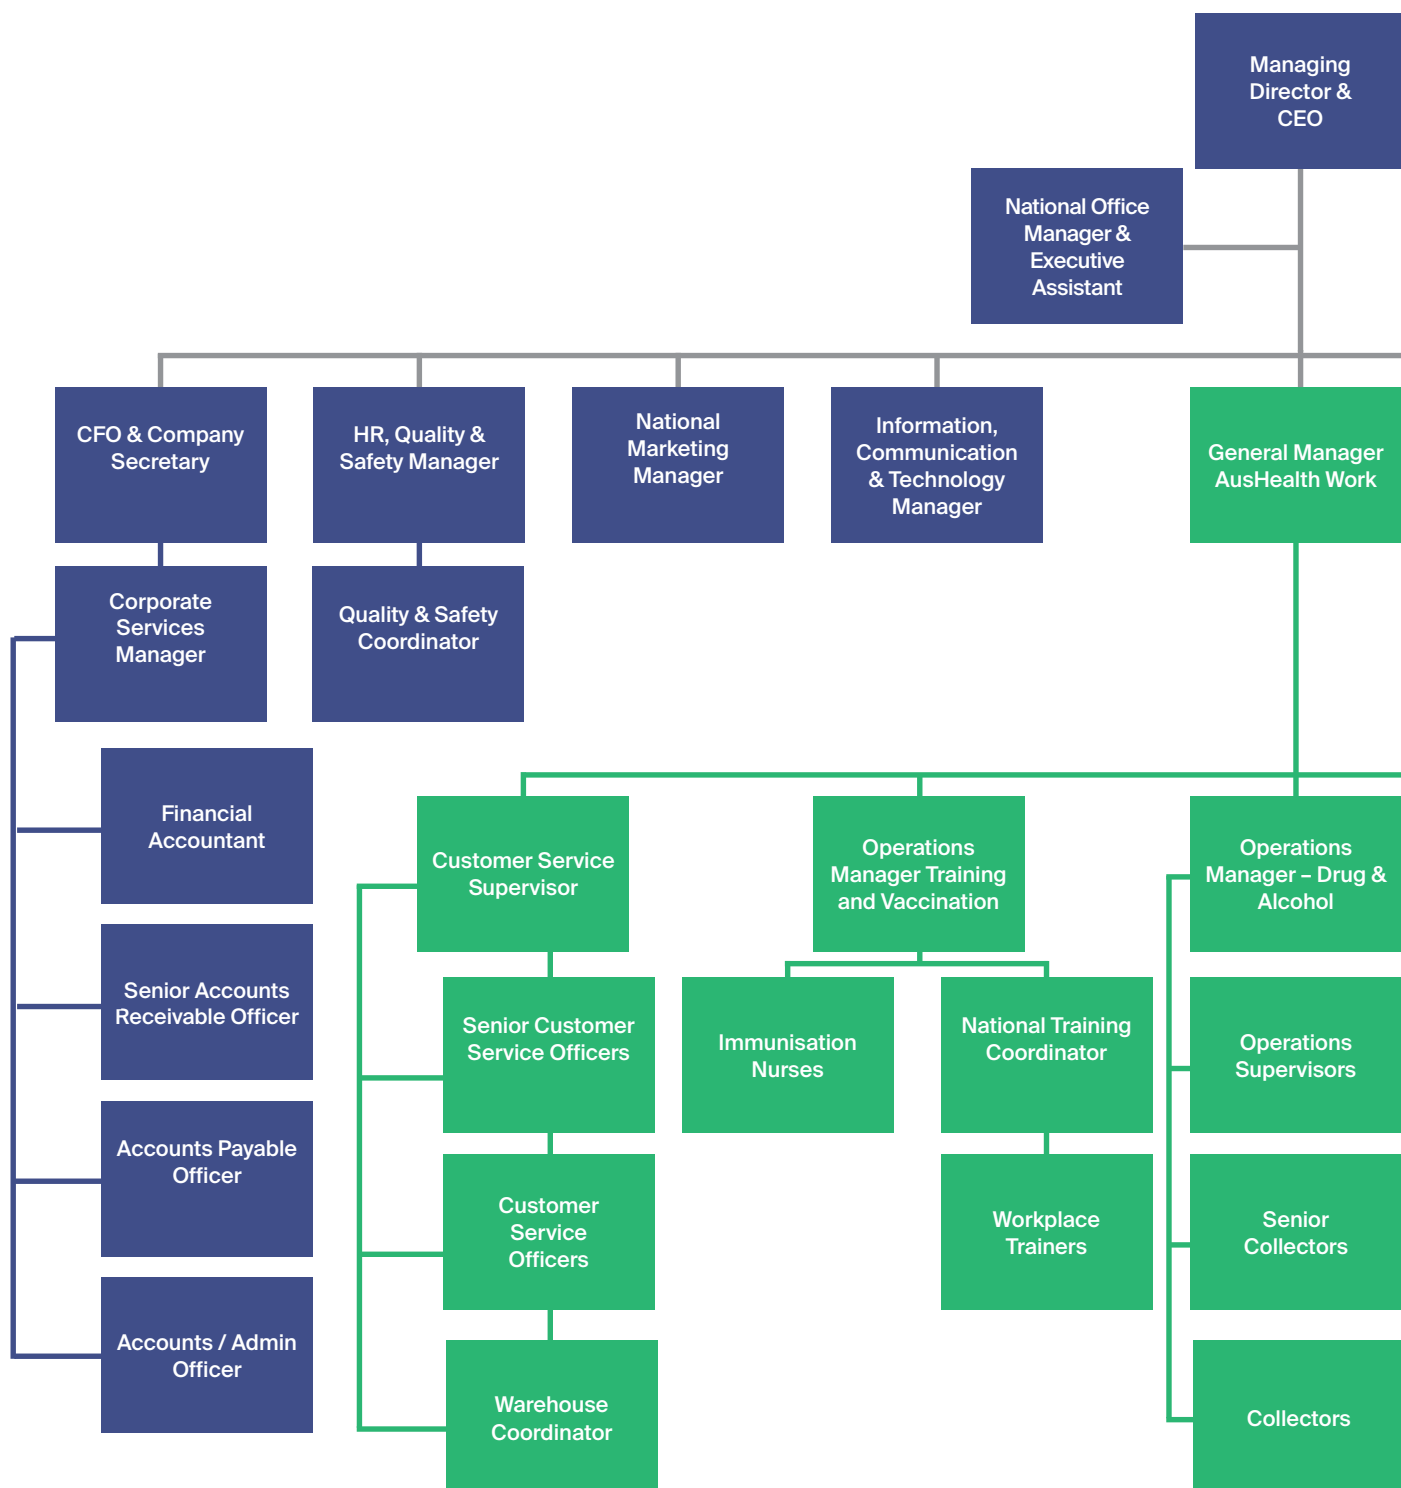 Managing
Director &
CEO
National Office
Manager &
Executive
Assistant
CFO & Company
Secretary
HR, Quality &
Safety Manager
National
Marketing
Manager
Information,
Communication
& Technology
Manager
General Manager
AusHealth Work
Corporate
Services
Manager
Quality & Safety
Coordinator
Financial
Accountant
Senior Accounts
Receivable Officer
Accounts Payable
Officer
Accounts / Admin
Officer
Customer Service
Supervisor
Operations
Manager Training
and Vaccination
Operations
Manager – Drug &
Alcohol
Senior Customer
Service Officers
Immunisation
Nurses
National Training
Coordinator
Operations
Supervisors
Customer
Service
Officers
Workplace
Trainers
Senior
Collectors
Warehouse
Coordinator
Collectors